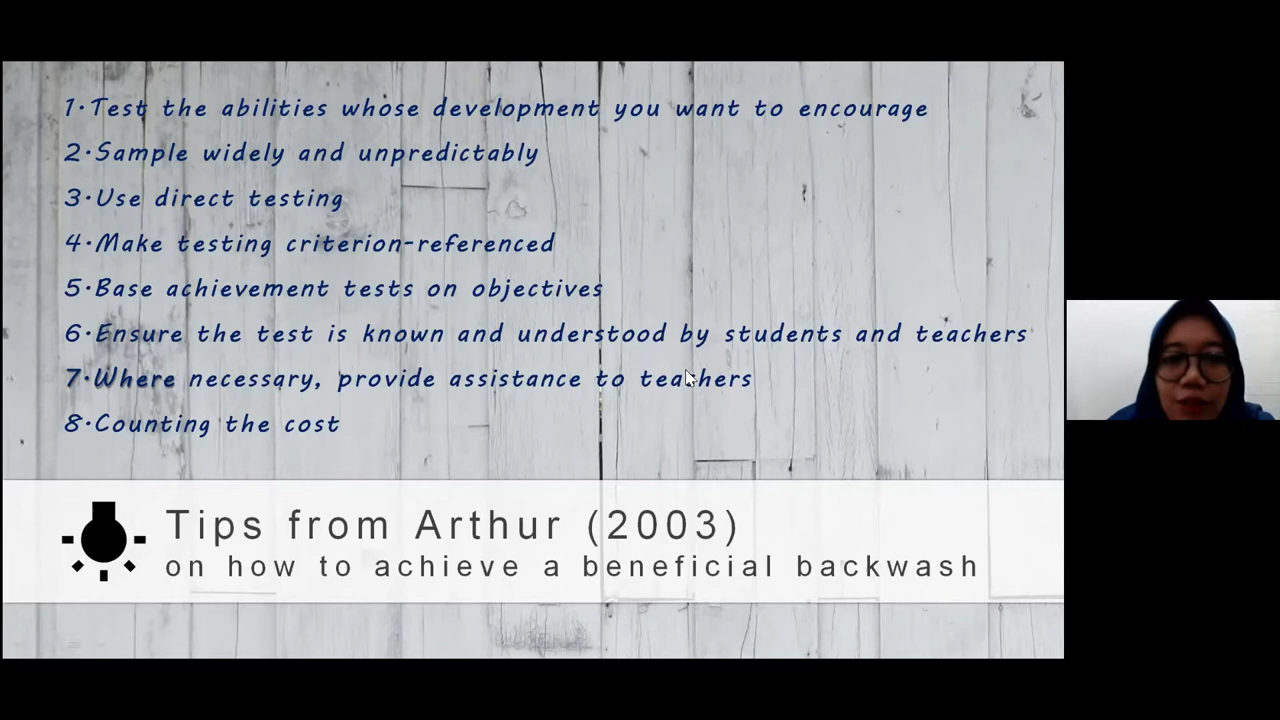 1.Test the abilities whose development you want to encourage
2.Sample widely and unpredictably
3.Use direct testing
4.Make testing criterion-referenced
5.Base achievement tests on objectives
6.Ensure the test is known and understood by students and teachers
7.Where necessary, provide assistance to teachers
8.Counting the cost
Tips from Arthur (2003)
on how to achieve a beneficial backwash